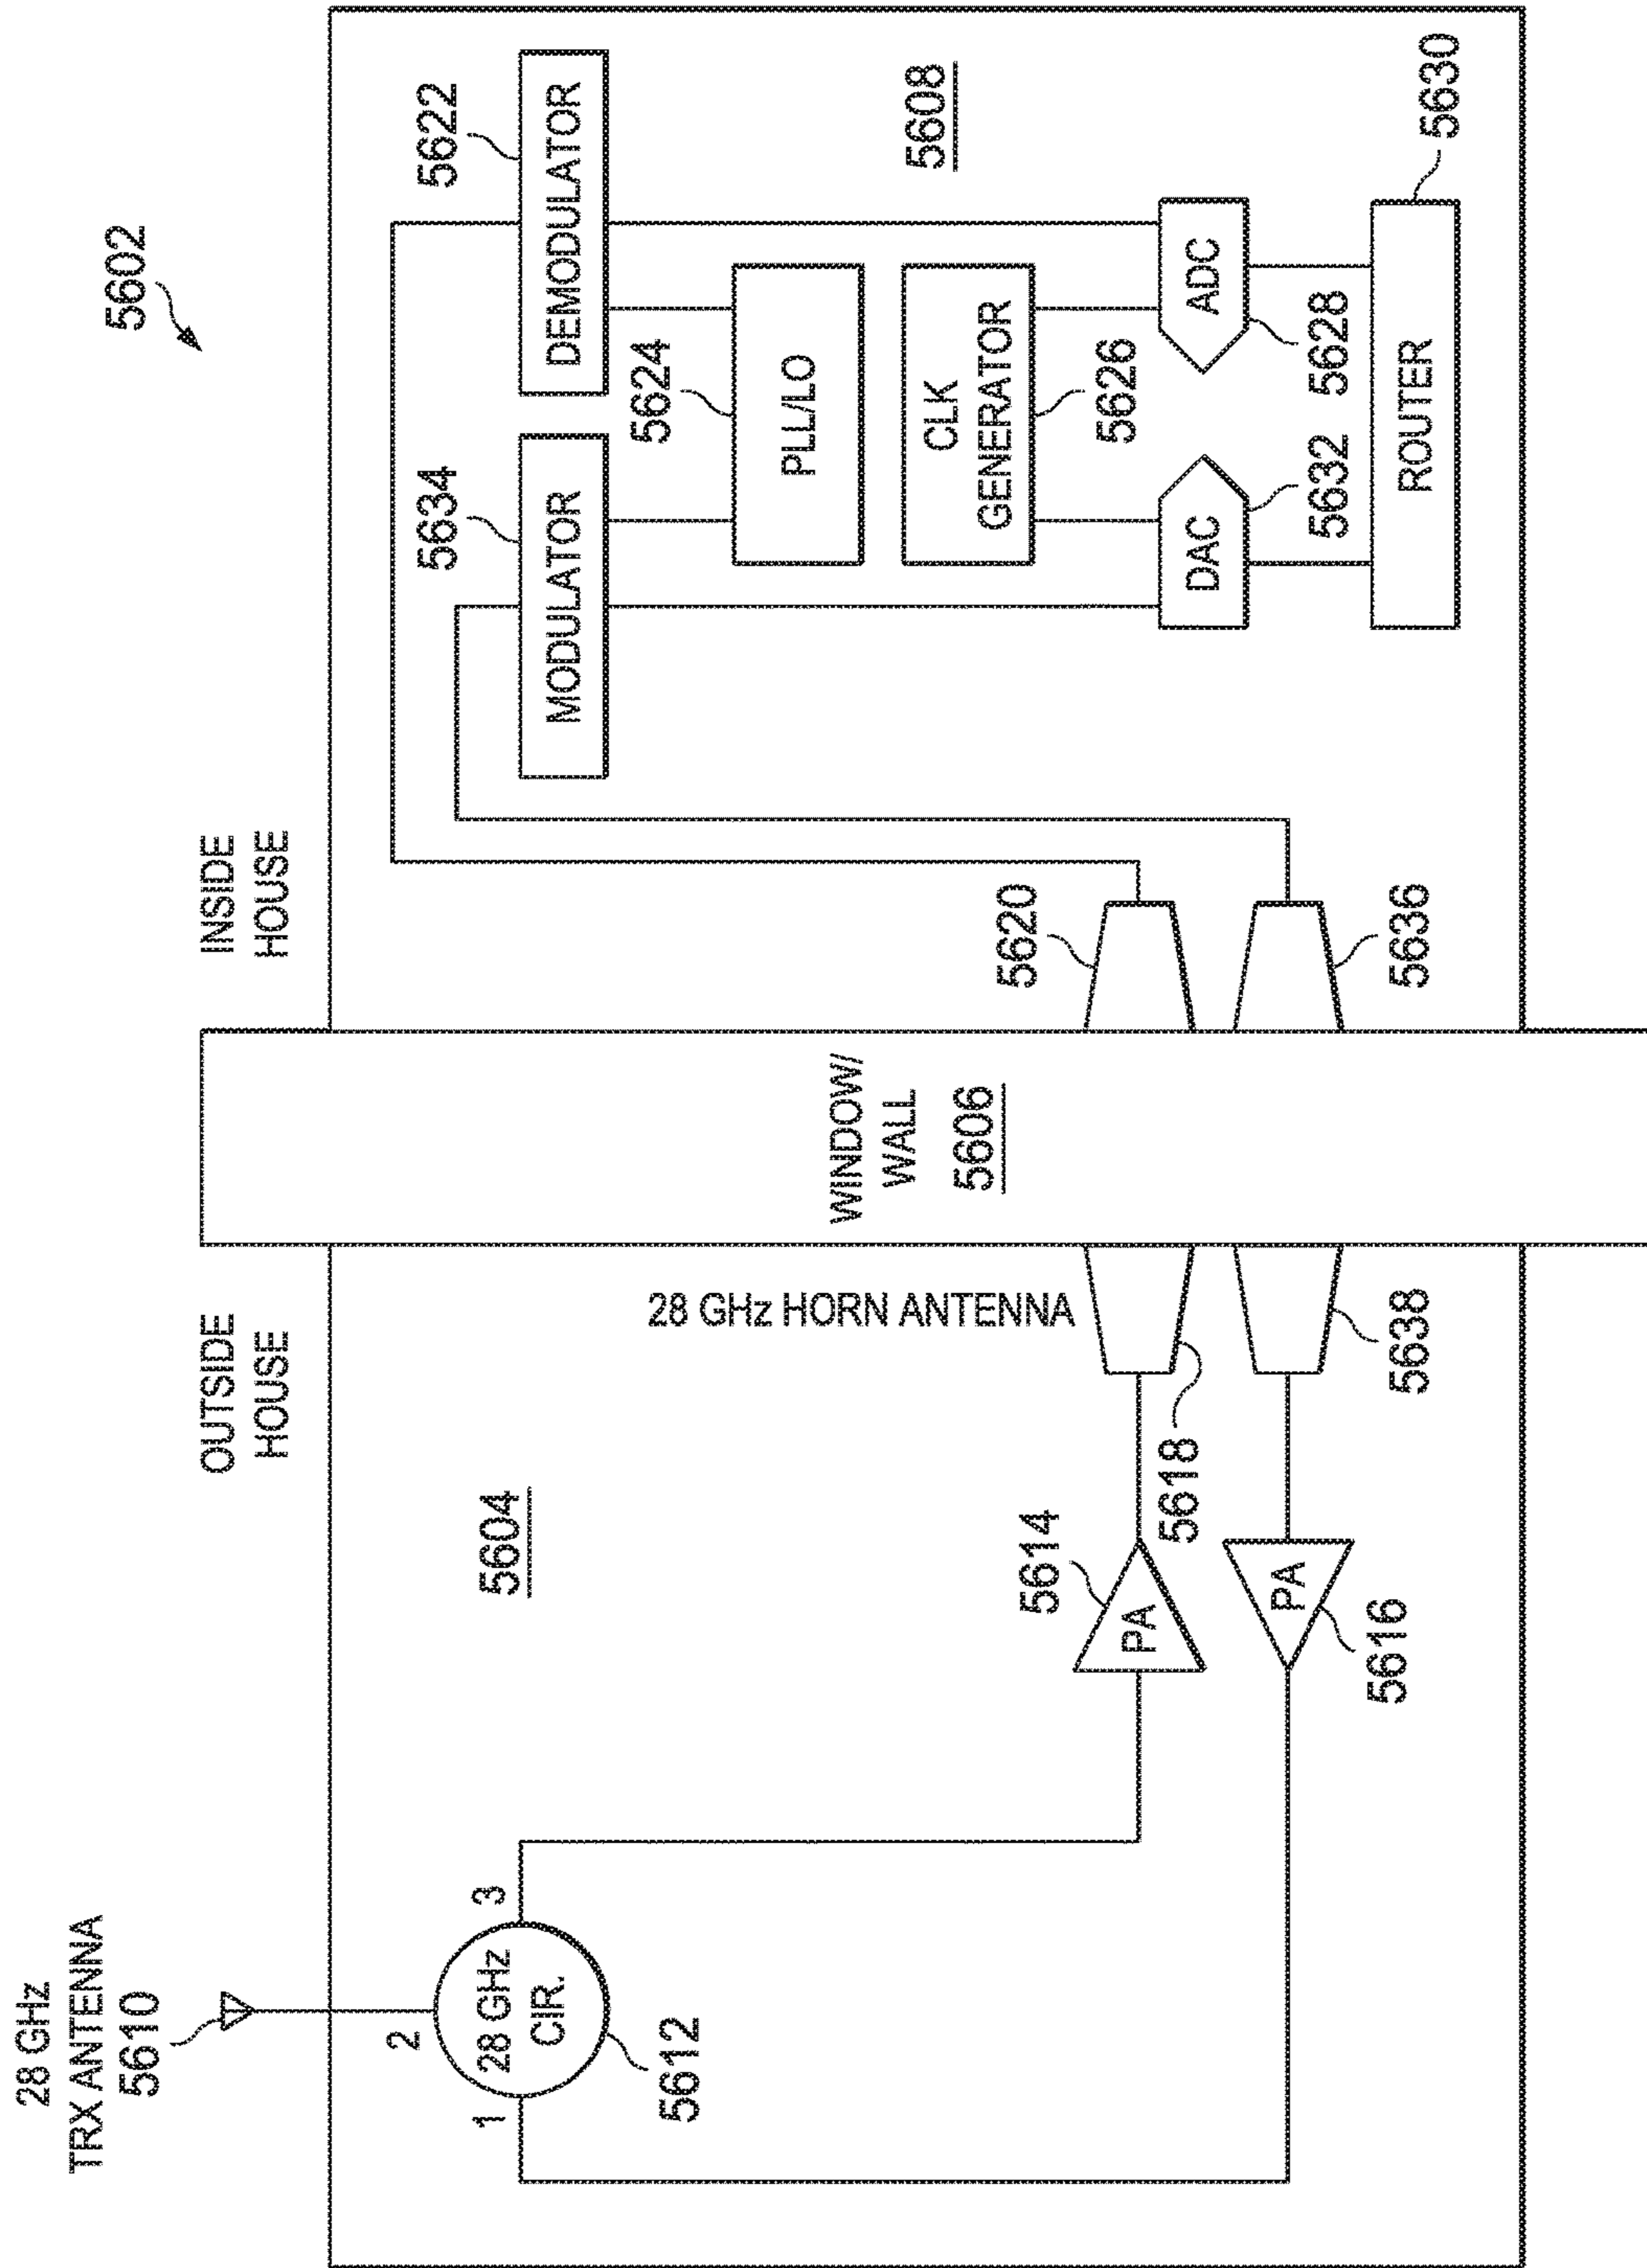 5602
OUTSIDE
HOUSE
INSIDE
HOUSE
28 GHz
TRX ANTENNA
5610
2
1
28 GHz
CIR.
3
5612
5604
5614
PA
28 GHz HORN ANTENNA
5618
PA
5616
5638
WINDOW/
WALL
5606
5620
5636
5634
MODULATOR
5622
DEMODULATOR
5624
PLL/LO
5608
CLK
GENERATOR
5626
DAC
5632
ADC
5628
ROUTER
5630